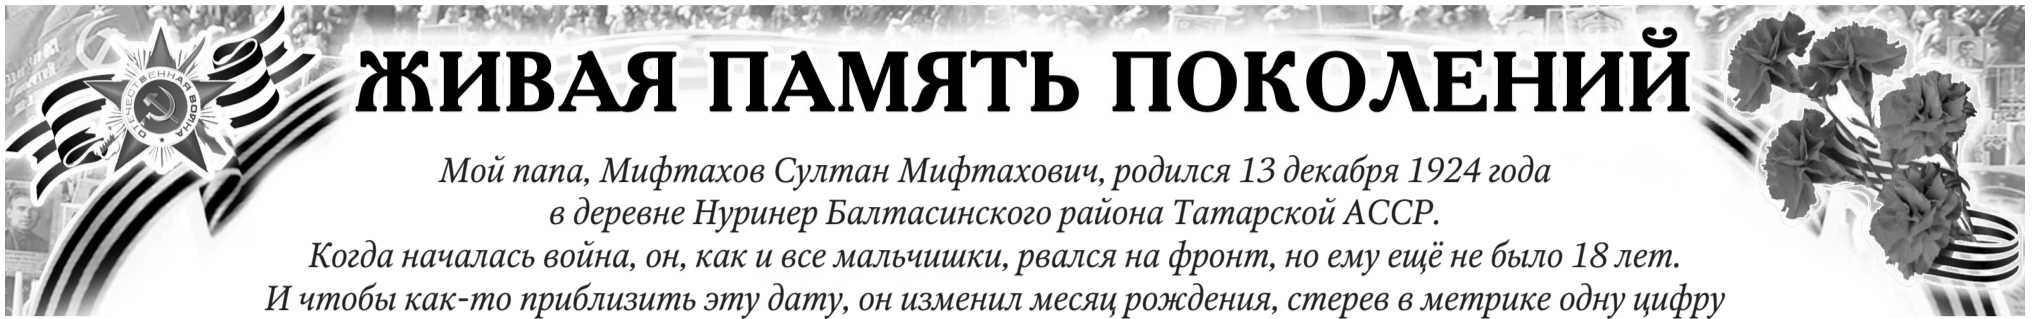 ЖИВАЯ ПАМЯТЬ ПОКОЛЕНИЙ
ОТЕЧЕСТВЕННАЯ ВОЙНА
Мой папа, Мифтахов Султан Мифтахович, родился 13 декабря 1924 года
в деревне Нуринер Балтасинского района Татарской АССР.
Когда началась война, он, как и все мальчишки, рвался на фронт, но ему ещё не было 18 лет.
И чтобы как-то приблизить эту дату, он изменил месяц рождения, стерев в метрике одну цифру